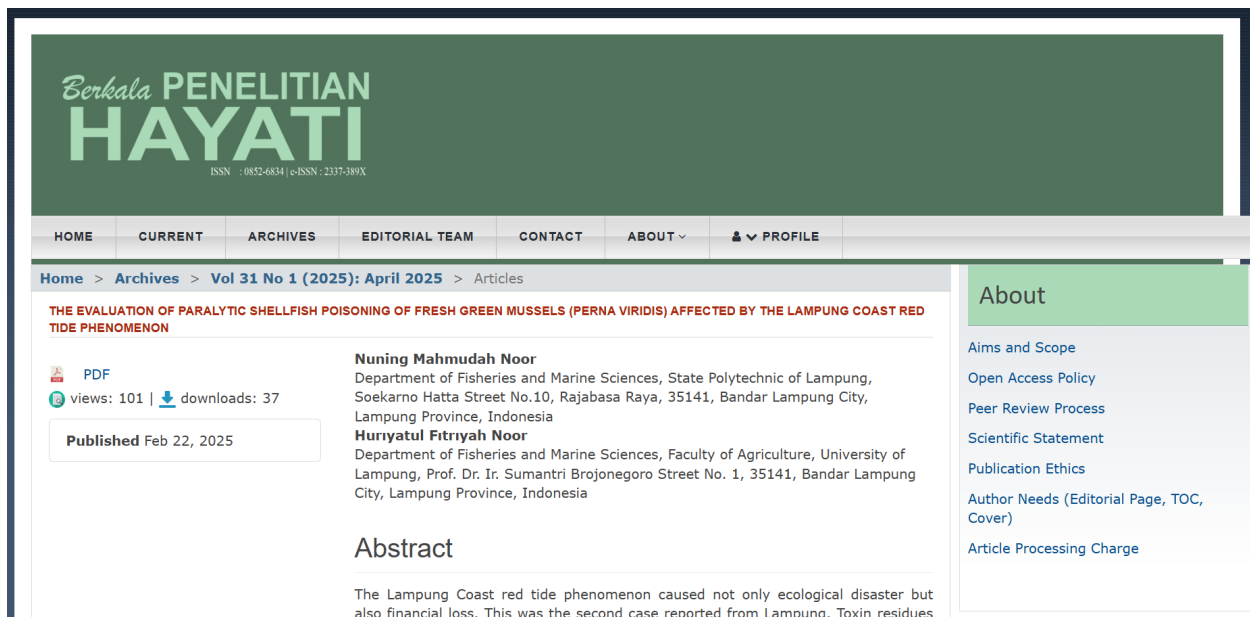 Berkala PENELITIAN
HAYATI
ISSN : 0852-6834 | e-ISSN : 2337-389X
HOME CURRENT ARCHIVES EDITORIAL TEAM CONTACT ABOUT PROFILE
Home > Archives > Vol 31 No 1 (2025): April 2025 > Articles
THE EVALUATION OF PARALYTIC SHELLFISH POISONING OF FRESH GREEN MUSSELS (PERNA VIRIDIS) AFFECTED BY THE LAMPUNG COAST RED
TIDE PHENOMENON
PDF
views: 101 | downloads: 37
Published Feb 22, 2025
Nuning Mahmudah Noor
Department of Fisheries and Marine Sciences, State Polytechnic of Lampung,
Soekarno Hatta Street No.10, Rajabasa Raya, 35141, Bandar Lampung City,
Lampung Province, Indonesia
Hurıyatul Fıtrıyah Noor
Department of Fisheries and Marine Sciences, Faculty of Agriculture, University of
Lampung, Prof. Dr. Ir. Sumantri Brojonegoro Street No. 1, 35141, Bandar Lampung
City, Lampung Province, Indonesia
Abstract
The Lampung Coast red tide phenomenon caused not only ecological disaster but
also financial loss. This was the second case reported from Lampung. Toxin residues
About
Aims and Scope
Open Access Policy
Peer Review Process
Scientific Statement
Publication Ethics
Author Needs (Editorial Page, TOC,
Cover)
Article Processing Charge